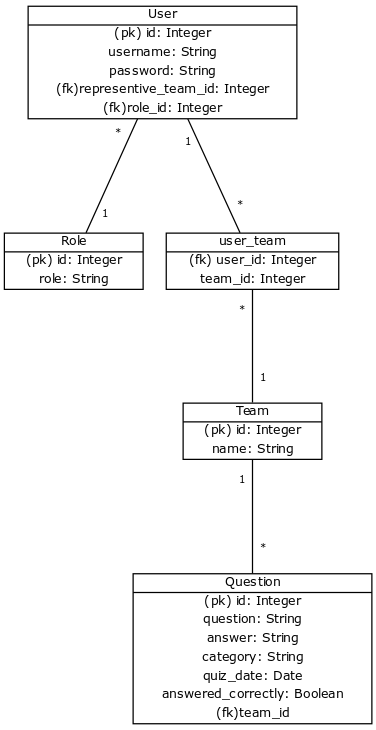 User
(pk) id: Integer
username: String
password: String
(fk)representive_team_id: Integer
(fk)role_id: Integer
*
1
1
*
Role
(pk) id: Integer
role: String
user_team
(fk) user_id: Integer
team_id: Integer
*
1
Team
(pk) id: Integer
name: String
1
*
Question
(pk) id: Integer
question: String
answer: String
category: String
quiz_date: Date
answered_correctly: Boolean
(fk)team_id